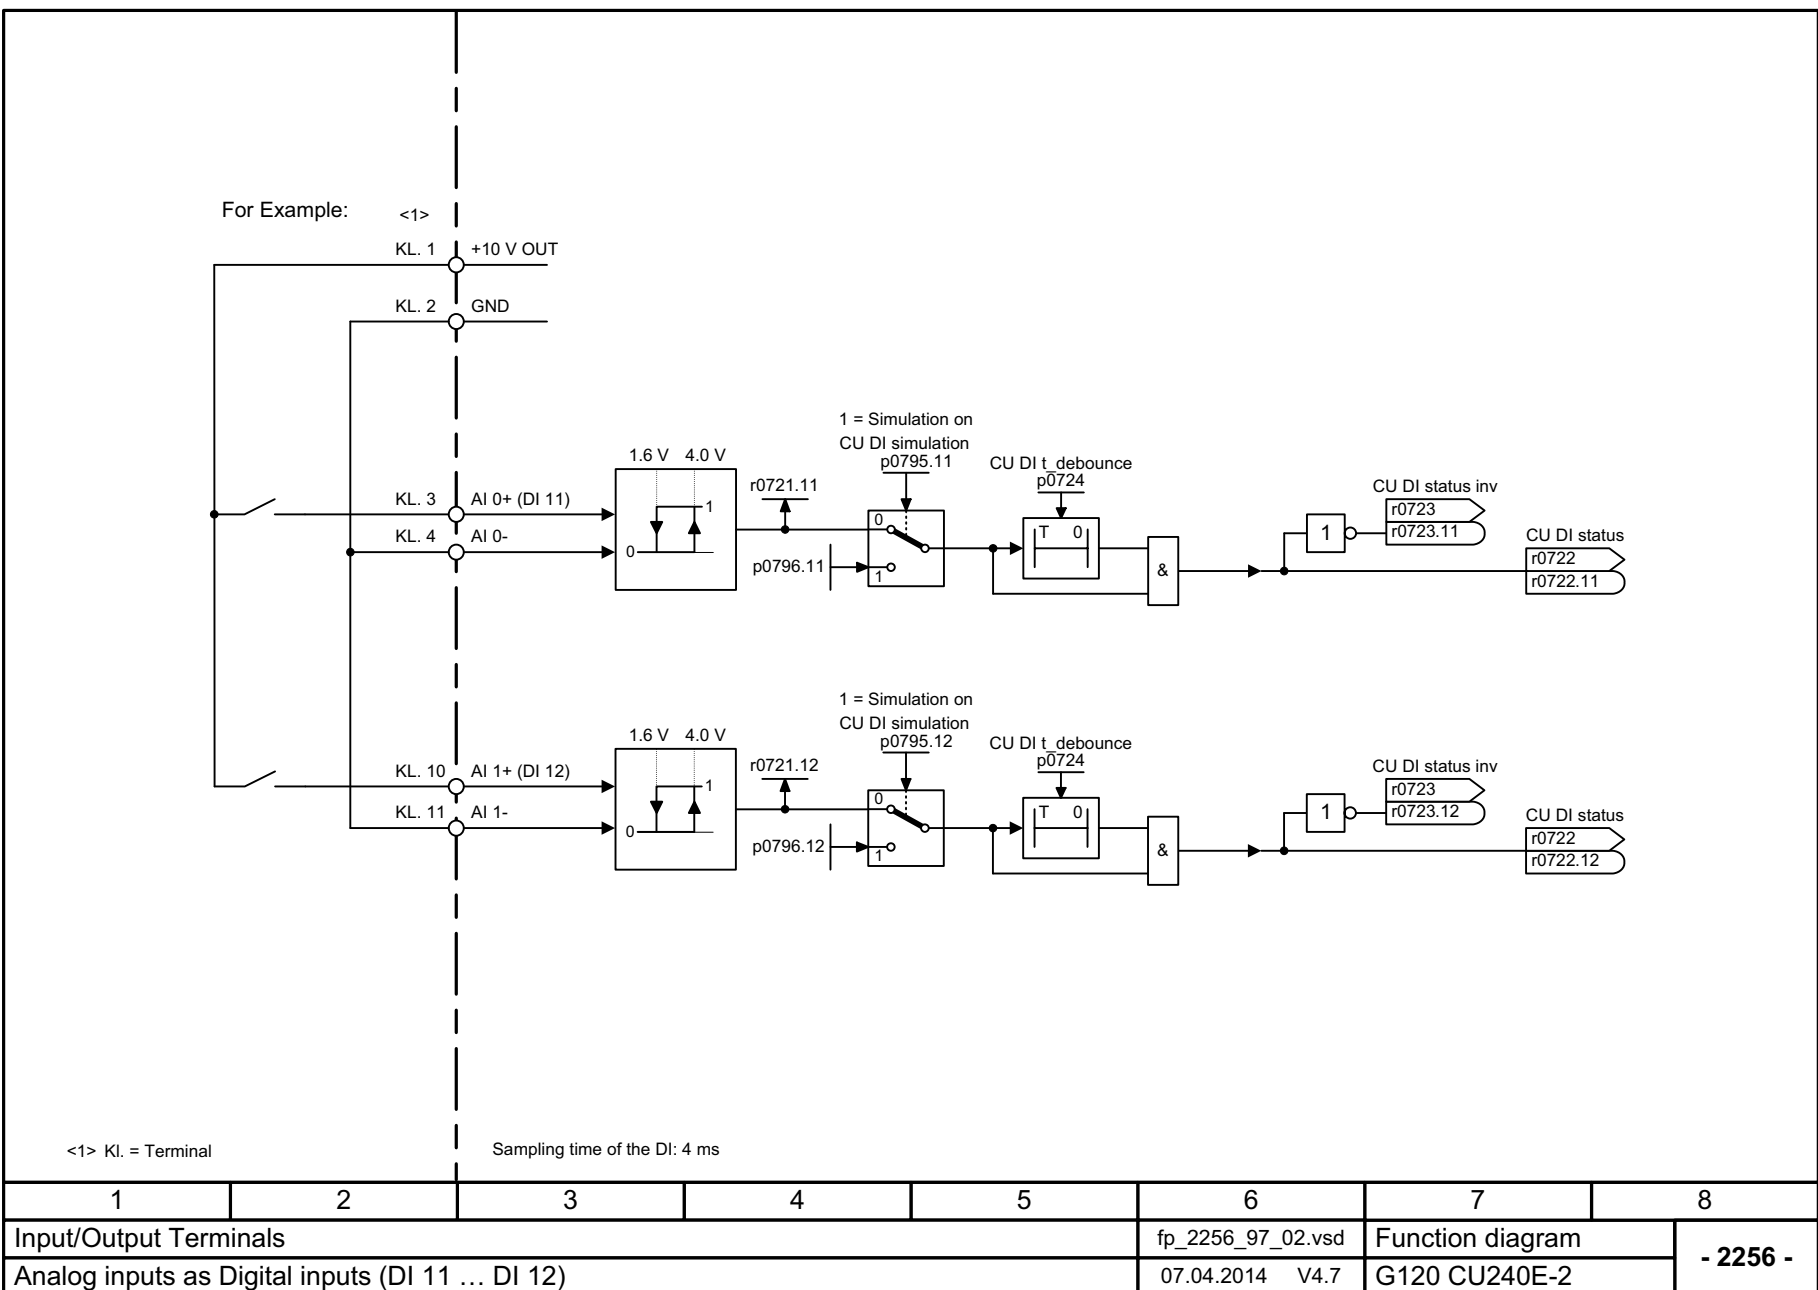 For Example:
<1>
KL. 1 +10 V OUT
KL. 2 GND
1 = Simulation on
CU DI simulation
p0795.11
1.6 V 4.0 V
CU DI t_debounce
p0724
r0721.11
CU DI status inv
r0723
r0723.11
KL. 3 AI 0+ (DI 11)
1
0
T 0
1
CU DI status
r0722
r0722.11
KL. 4 AI 0-
0
p0796.11
1
&
1 = Simulation on
CU DI simulation
p0795.12
1.6 V 4.0 V
CU DI t_debounce
p0724
r0721.12
CU DI status inv
r0723
r0723.12
KL. 10 AI 1+ (DI 12)
1
0
T 0
1
CU DI status
r0722
r0722.12
KL. 11 AI 1-
0
p0796.12
1
&
<1> Kl. = Terminal
Sampling time of the DI: 4 ms
1 2 3 4 5 6 7 8
Input/Output Terminals
fp_2256_97_02.vsd
Function diagram
- 2256 -
Analog inputs as Digital inputs (DI 11 … DI 12)
07.04.2014 V4.7
G120 CU240E-2